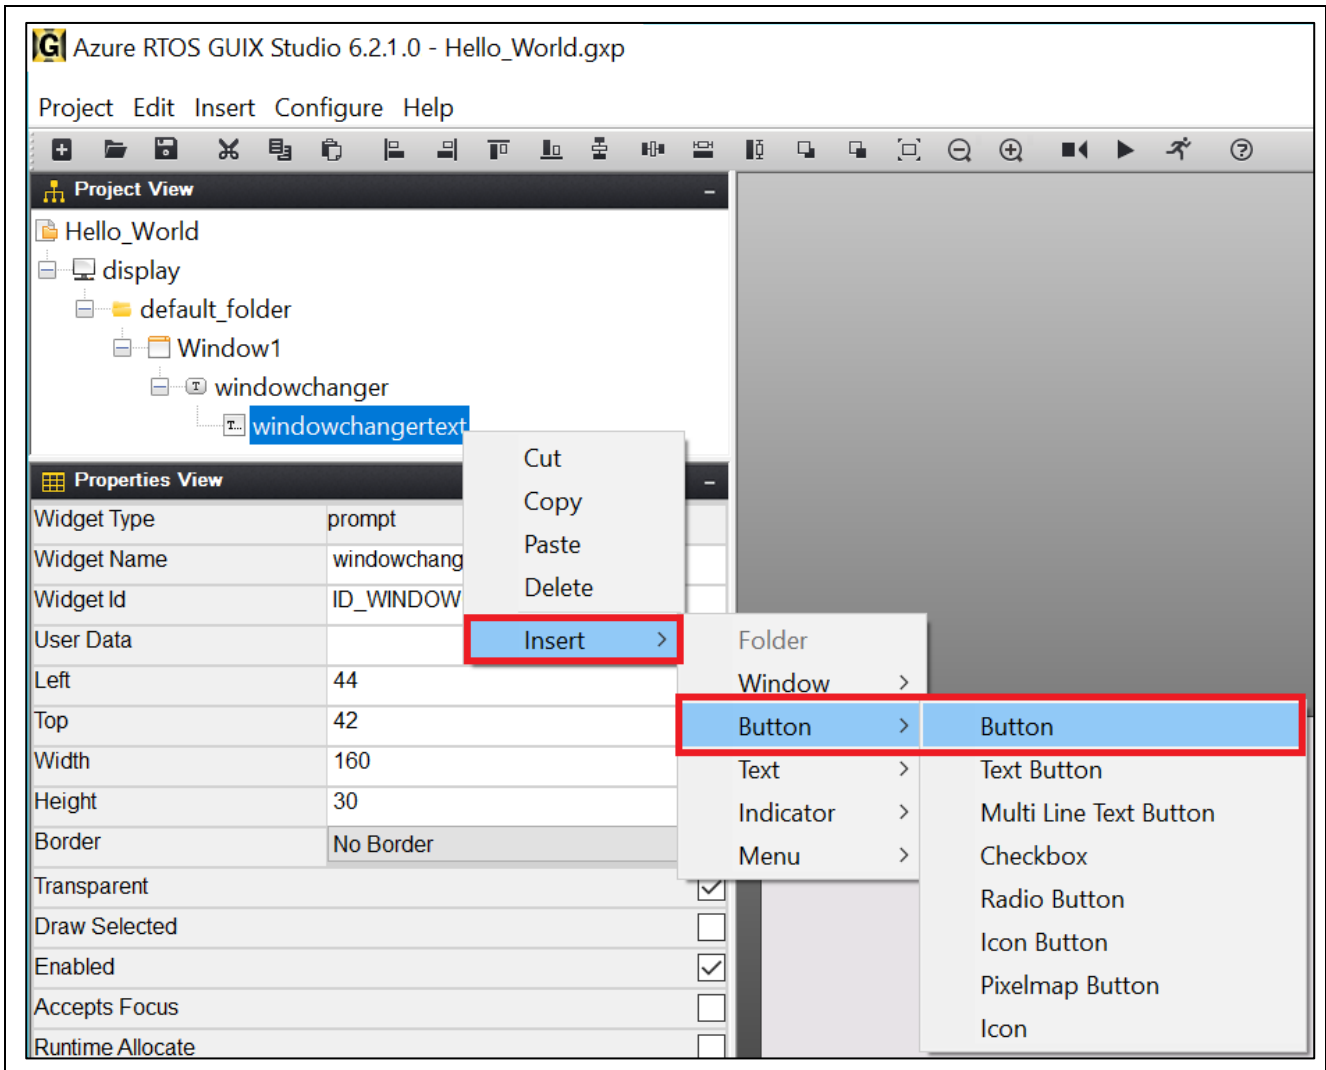 Azure RTOS GUIX Studio 6.2.1.0 - Hello_World.gxp
Project Edit Insert Configure Help
Project View
Hello_World
display
default_folder
Window1
windowchanger
windowchangertext
Properties View
Widget Type prompt
Widget Name windowchang
Widget Id ID_WINDOW
User Data
Left 44
Top 42
Width 160
Height 30
Border No Border
Transparent
Draw Selected
Enabled
Accepts Focus
Runtime Allocate
Cut
Copy
Paste
Delete
Insert
Folder
Window
Button
Text
Indicator
Menu
Button
Text Button
Multi Line Text Button
Checkbox
Radio Button
Icon Button
Pixelmap Button
Icon